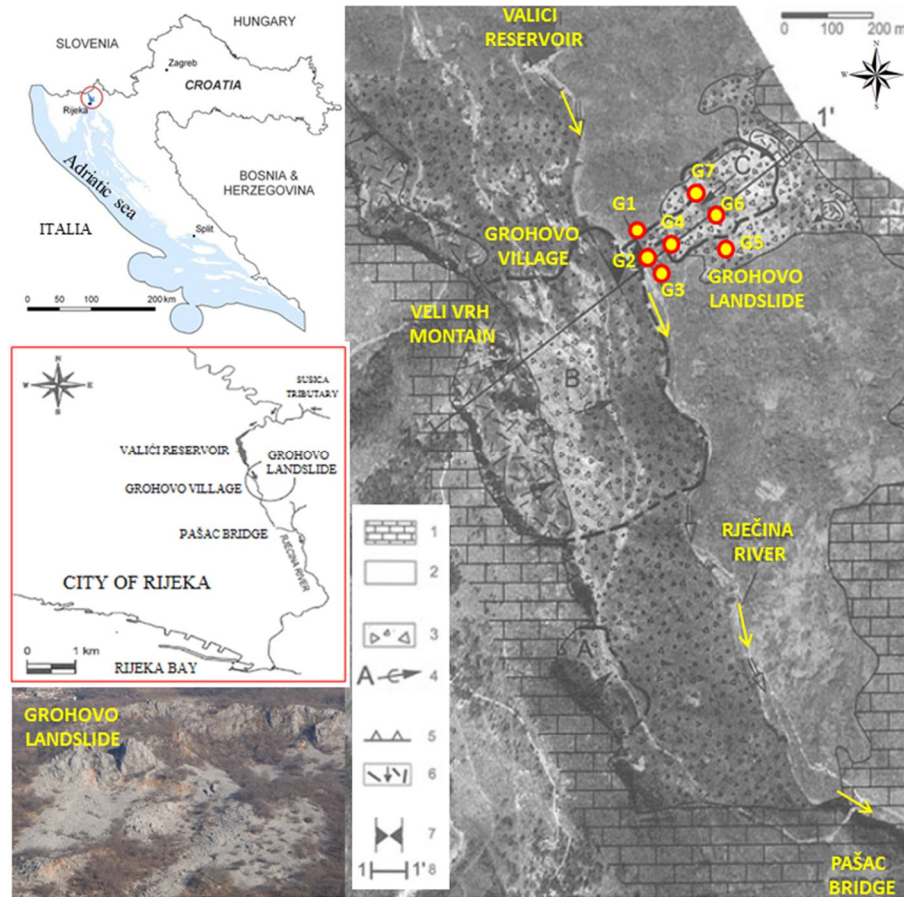 HUNGARY
SLOVENIA
Zagreb
CROATIA
Rijeka
Adriatic sea
BOSNIA &
HERZEGOVINA
ITALIA
Split
0 100 200 km
SUSICA
TRIBUTARY
N
W E
S
VALIĆI RESERVOIR
GROHOVO
LANDSLIDE
GROHOVO VILLAGE
PAŠAC BRIDGE
RJEČINA RIVER
CITY OF RIJEKA
0 1 km
RIJEKA BAY
GROHOVO
LANDSLIDE
VALICI
RESERVOIR
0 100 200 m
N
W E
S
1'
C
G7
G6
G1
G4
G5
G2
G3
GROHOVO
VILLAGE
GROHOVO
LANDSLIDE
VELI VRH
MONTAIN
B
RJEČINA
RIVER
A
PAŠAC
BRIDGE
1
2
3
A 4
5
6
7
1 1' 8